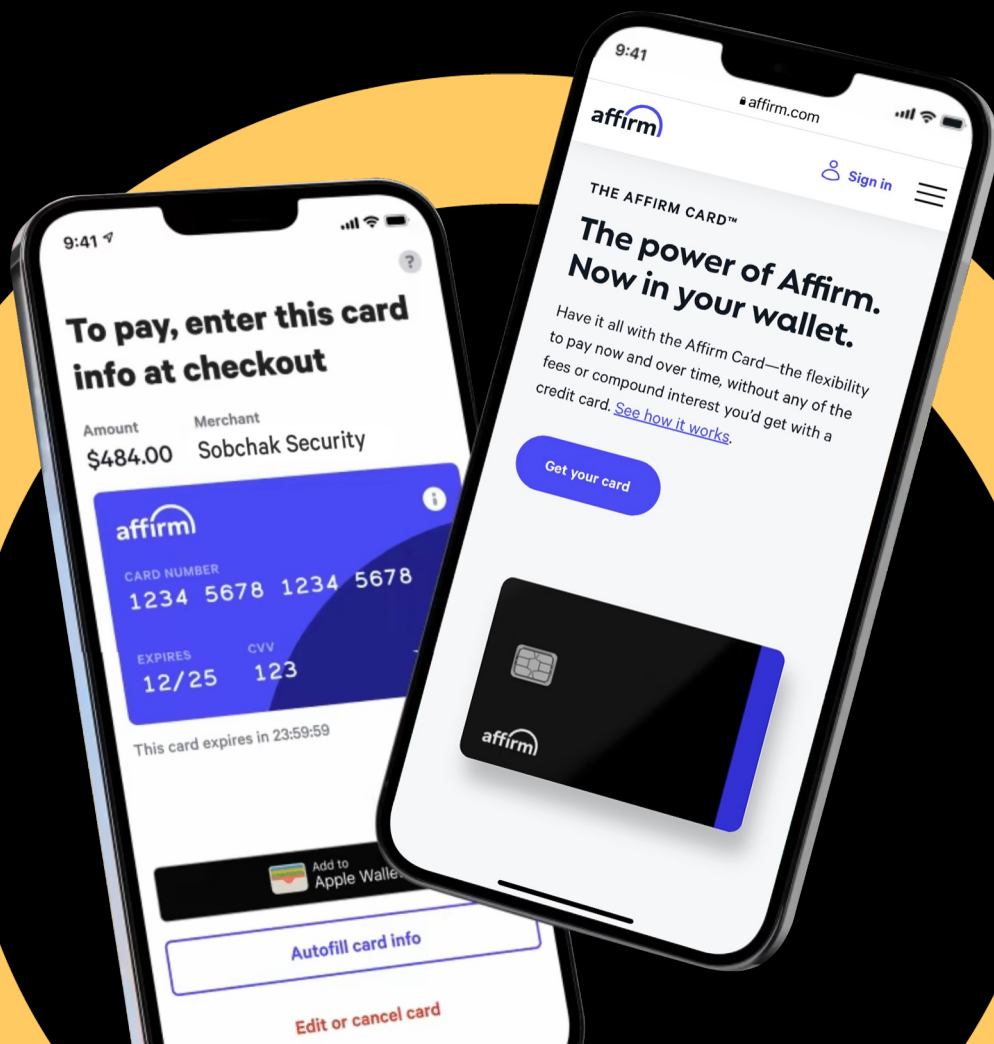 9:41
To pay, enter this card
info at checkout
Amount Merchant
$484.00 Sobchak Security
affirm
CARD NUMBER
1234 5678 1234 5678
EXPIRES CVV
12/25 123
This card expires in 23:59:59
Add to
Apple Walle
Autofill card info
Edit or cancel card
9:41
affirm.com
affirm
Sign in
THE AFFIRM CARD™
The power of Affirm.
Now in your wallet.
Have it all with the Affirm Card—the flexibility
to pay now and over time, without any of the
fees or compound interest you'd get with a
credit card. See how it works.
Get your card
affirm